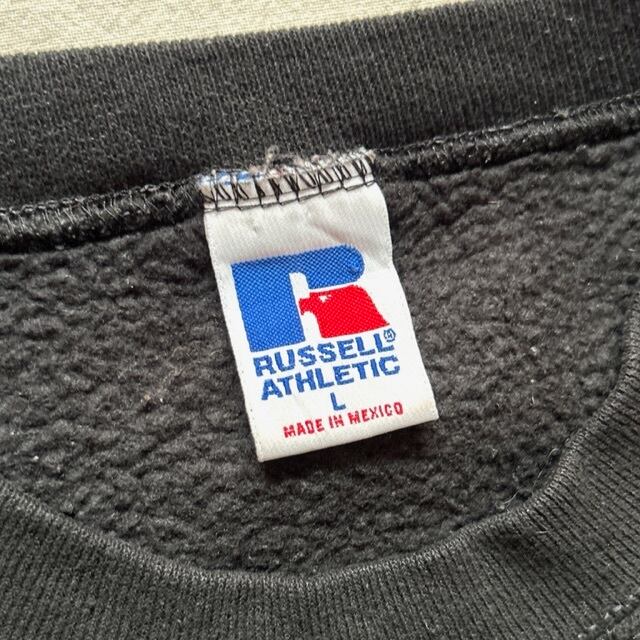 R
RUSSELL®
ATHLETIC
L
MADE IN MEXICO